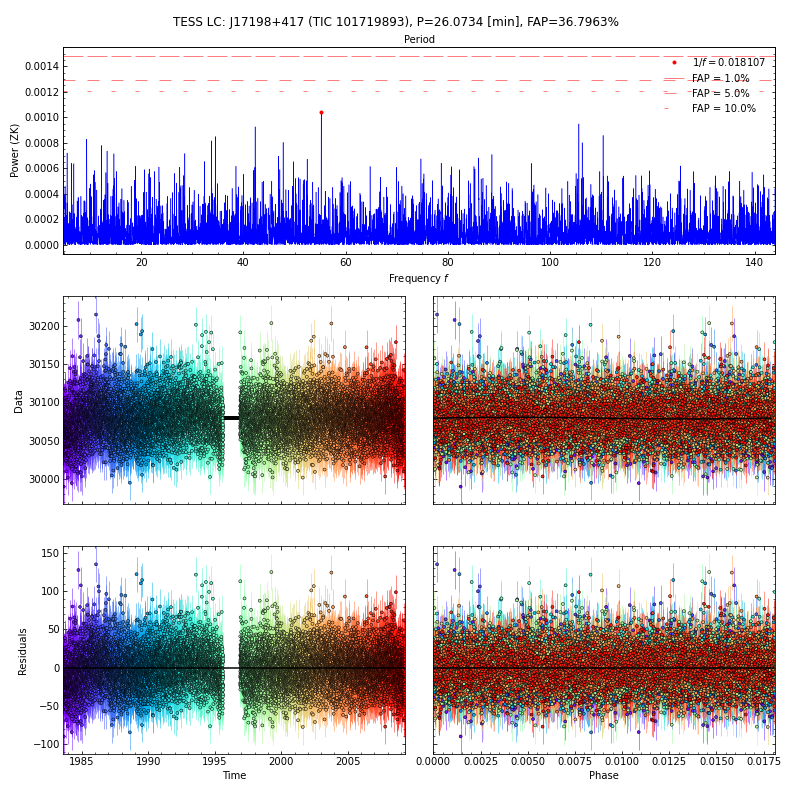 TESS LC: J17198+417 (TIC 101719893), P=26.0734 [min], FAP=36.7963%
Period
Power (ZK)
0.0014
0.0012
0.0010
0.0008
0.0006
0.0004
0.0002
0.0000
1/f = 0.018107
FAP = 1.0%
FAP = 5.0%
FAP = 10.0%
20 40 60 80 100 120 140
Frequency f
Data
30200
30150
30100
30050
30000
Residuals
150
100
50
0
−50
−100
1985 1990 1995 2000 2005
Time
0.0000 0.0025 0.0050 0.0075 0.0100 0.0125 0.0150 0.0175
Phase